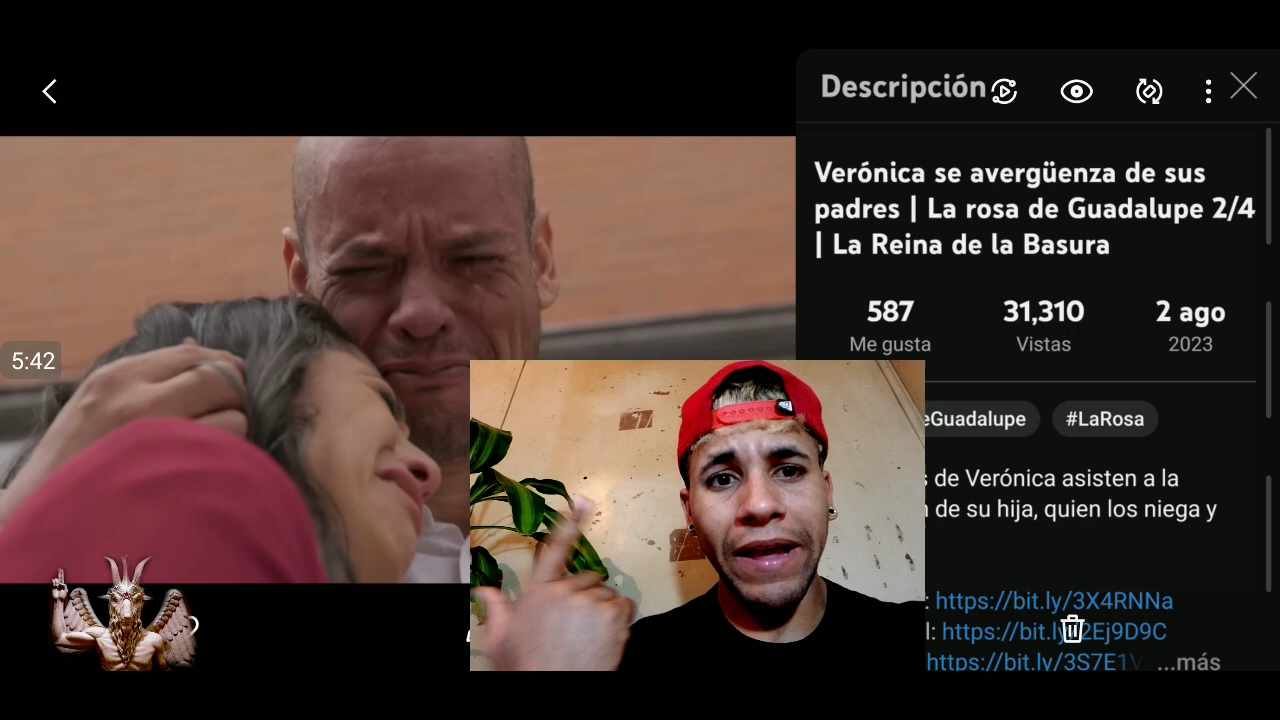 Descripción
Verónica se avergüenza de sus
padres | La rosa de Guadalupe 2/4
| La Reina de la Basura
587
31,310
2 ago
Me gusta
Vistas
2023
5:42
eGuadalupe
#LaRosa
s de Verónica asisten a la
n de su hija, quien los niega y
: https://bit.ly/3X4RNNa
l: https://bit.ly/2Ej9D9C
https://bit.ly/3S7E1V
...más